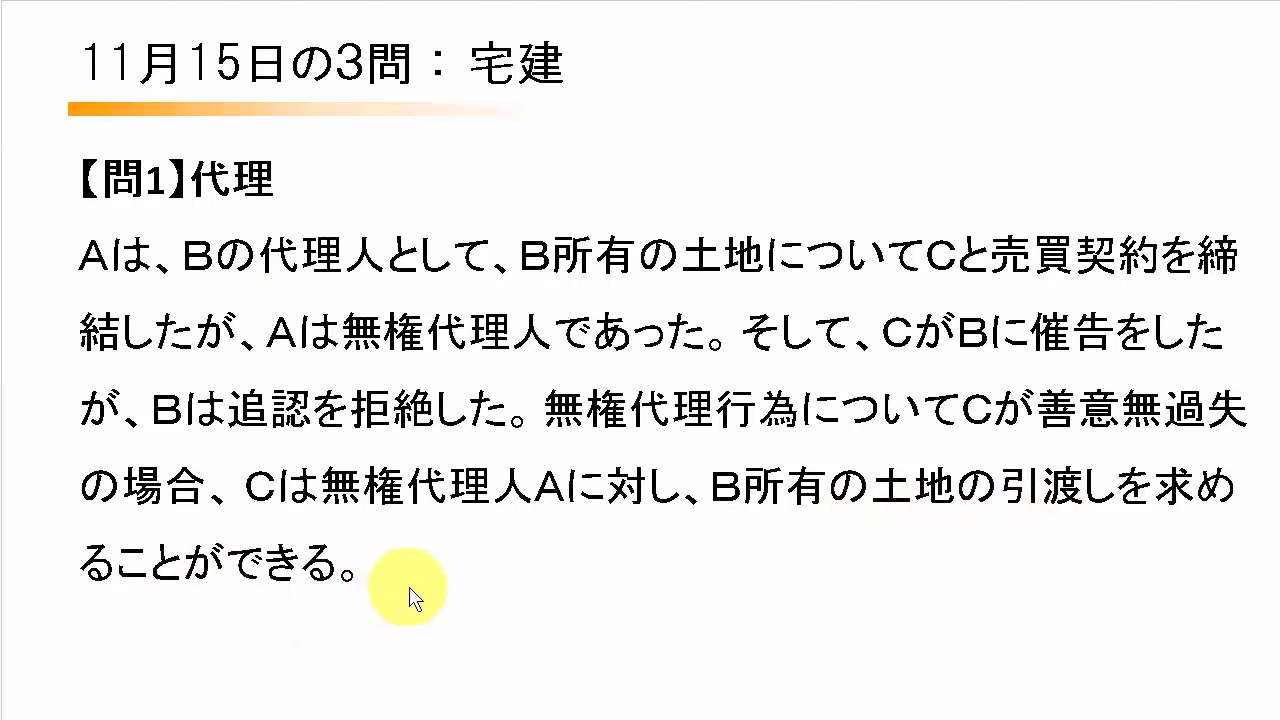 11月15日の3問：宅建
【問1】代理
Aは、Bの代理人として、B所有の土地についてCと売買契約を締
結したが、Aは無権代理人であった。そして、CがBに催告をした
が、Bは追認を拒絶した。無権代理行為についてCが善意無過失
の場合、Cは無権代理人Aに対し、B所有の土地の引渡しを求め
ることができる。